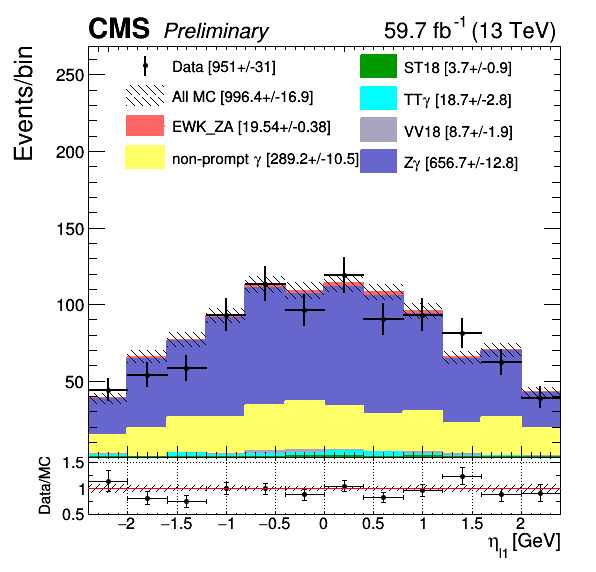 CMS Preliminary 59.7 fb⁻¹ (13 TeV)
Events/bin
250
200
150
100
50
Data [951+/-31]
All MC [996.4+/-16.9]
EWK_ZA [19.54+/-0.38]
non-prompt γ [289.2+/-10.5]
ST18 [3.7+/-0.9]
TTγ [18.7+/-2.8]
VV18 [8.7+/-1.9]
Zγ [656.7+/-12.8]
Data/MC
1.5
1
0.5
−2 −1.5 −1 −0.5 0 0.5 1 1.5 2
η_l1 [GeV]